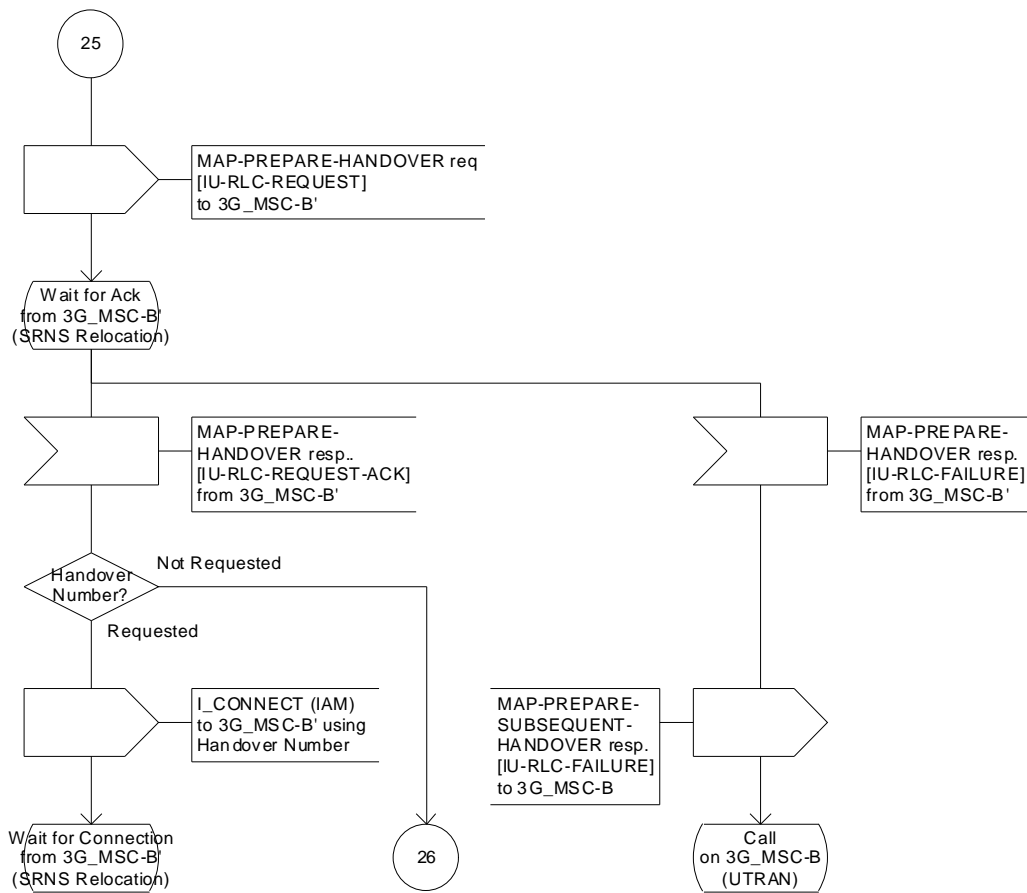 25
MAP-PREPARE-HANDOVER req
[IU-RLC-REQUEST]
to 3G_MSC-B'
Wait for Ack
from 3G_MSC-B'
(SRNS Relocation)
MAP-PREPARE-
HANDOVER resp..
[IU-RLC-REQUEST-ACK]
from 3G_MSC-B'
MAP-PREPARE-
HANDOVER resp.
[IU-RLC-FAILURE]
from 3G_MSC-B'
Handover
Number?
Not Requested
Requested
I_CONNECT (IAM)
to 3G_MSC-B' using
Handover Number
MAP-PREPARE-
SUBSEQUENT-
HANDOVER resp.
[IU-RLC-FAILURE]
to 3G_MSC-B
Wait for Connection
from 3G_MSC-B'
(SRNS Relocation)
26
Call
on 3G_MSC-B
(UTRAN)